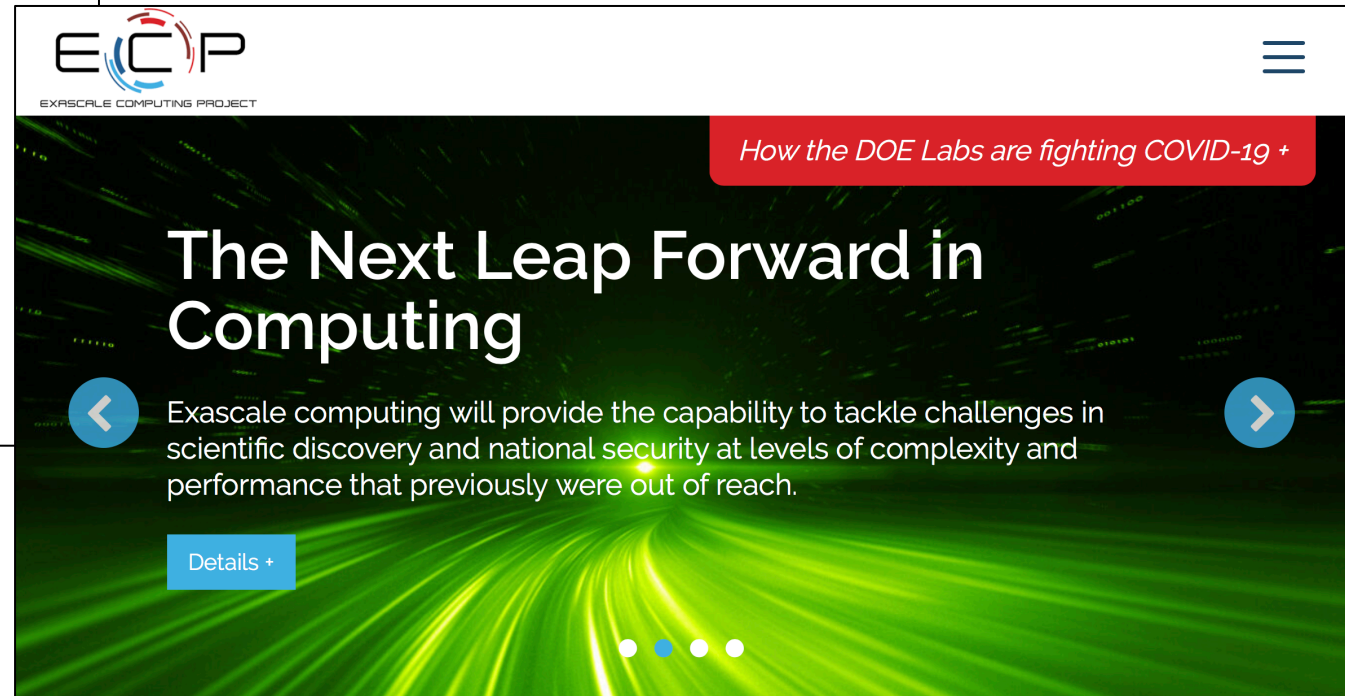 ECP
EXASCALE COMPUTING PROJECT
How the DOE Labs are fighting COVID-19 +
The Next Leap Forward in
Computing
Exascale computing will provide the capability to tackle challenges in
scientific discovery and national security at levels of complexity and
performance that previously were out of reach.
Details +